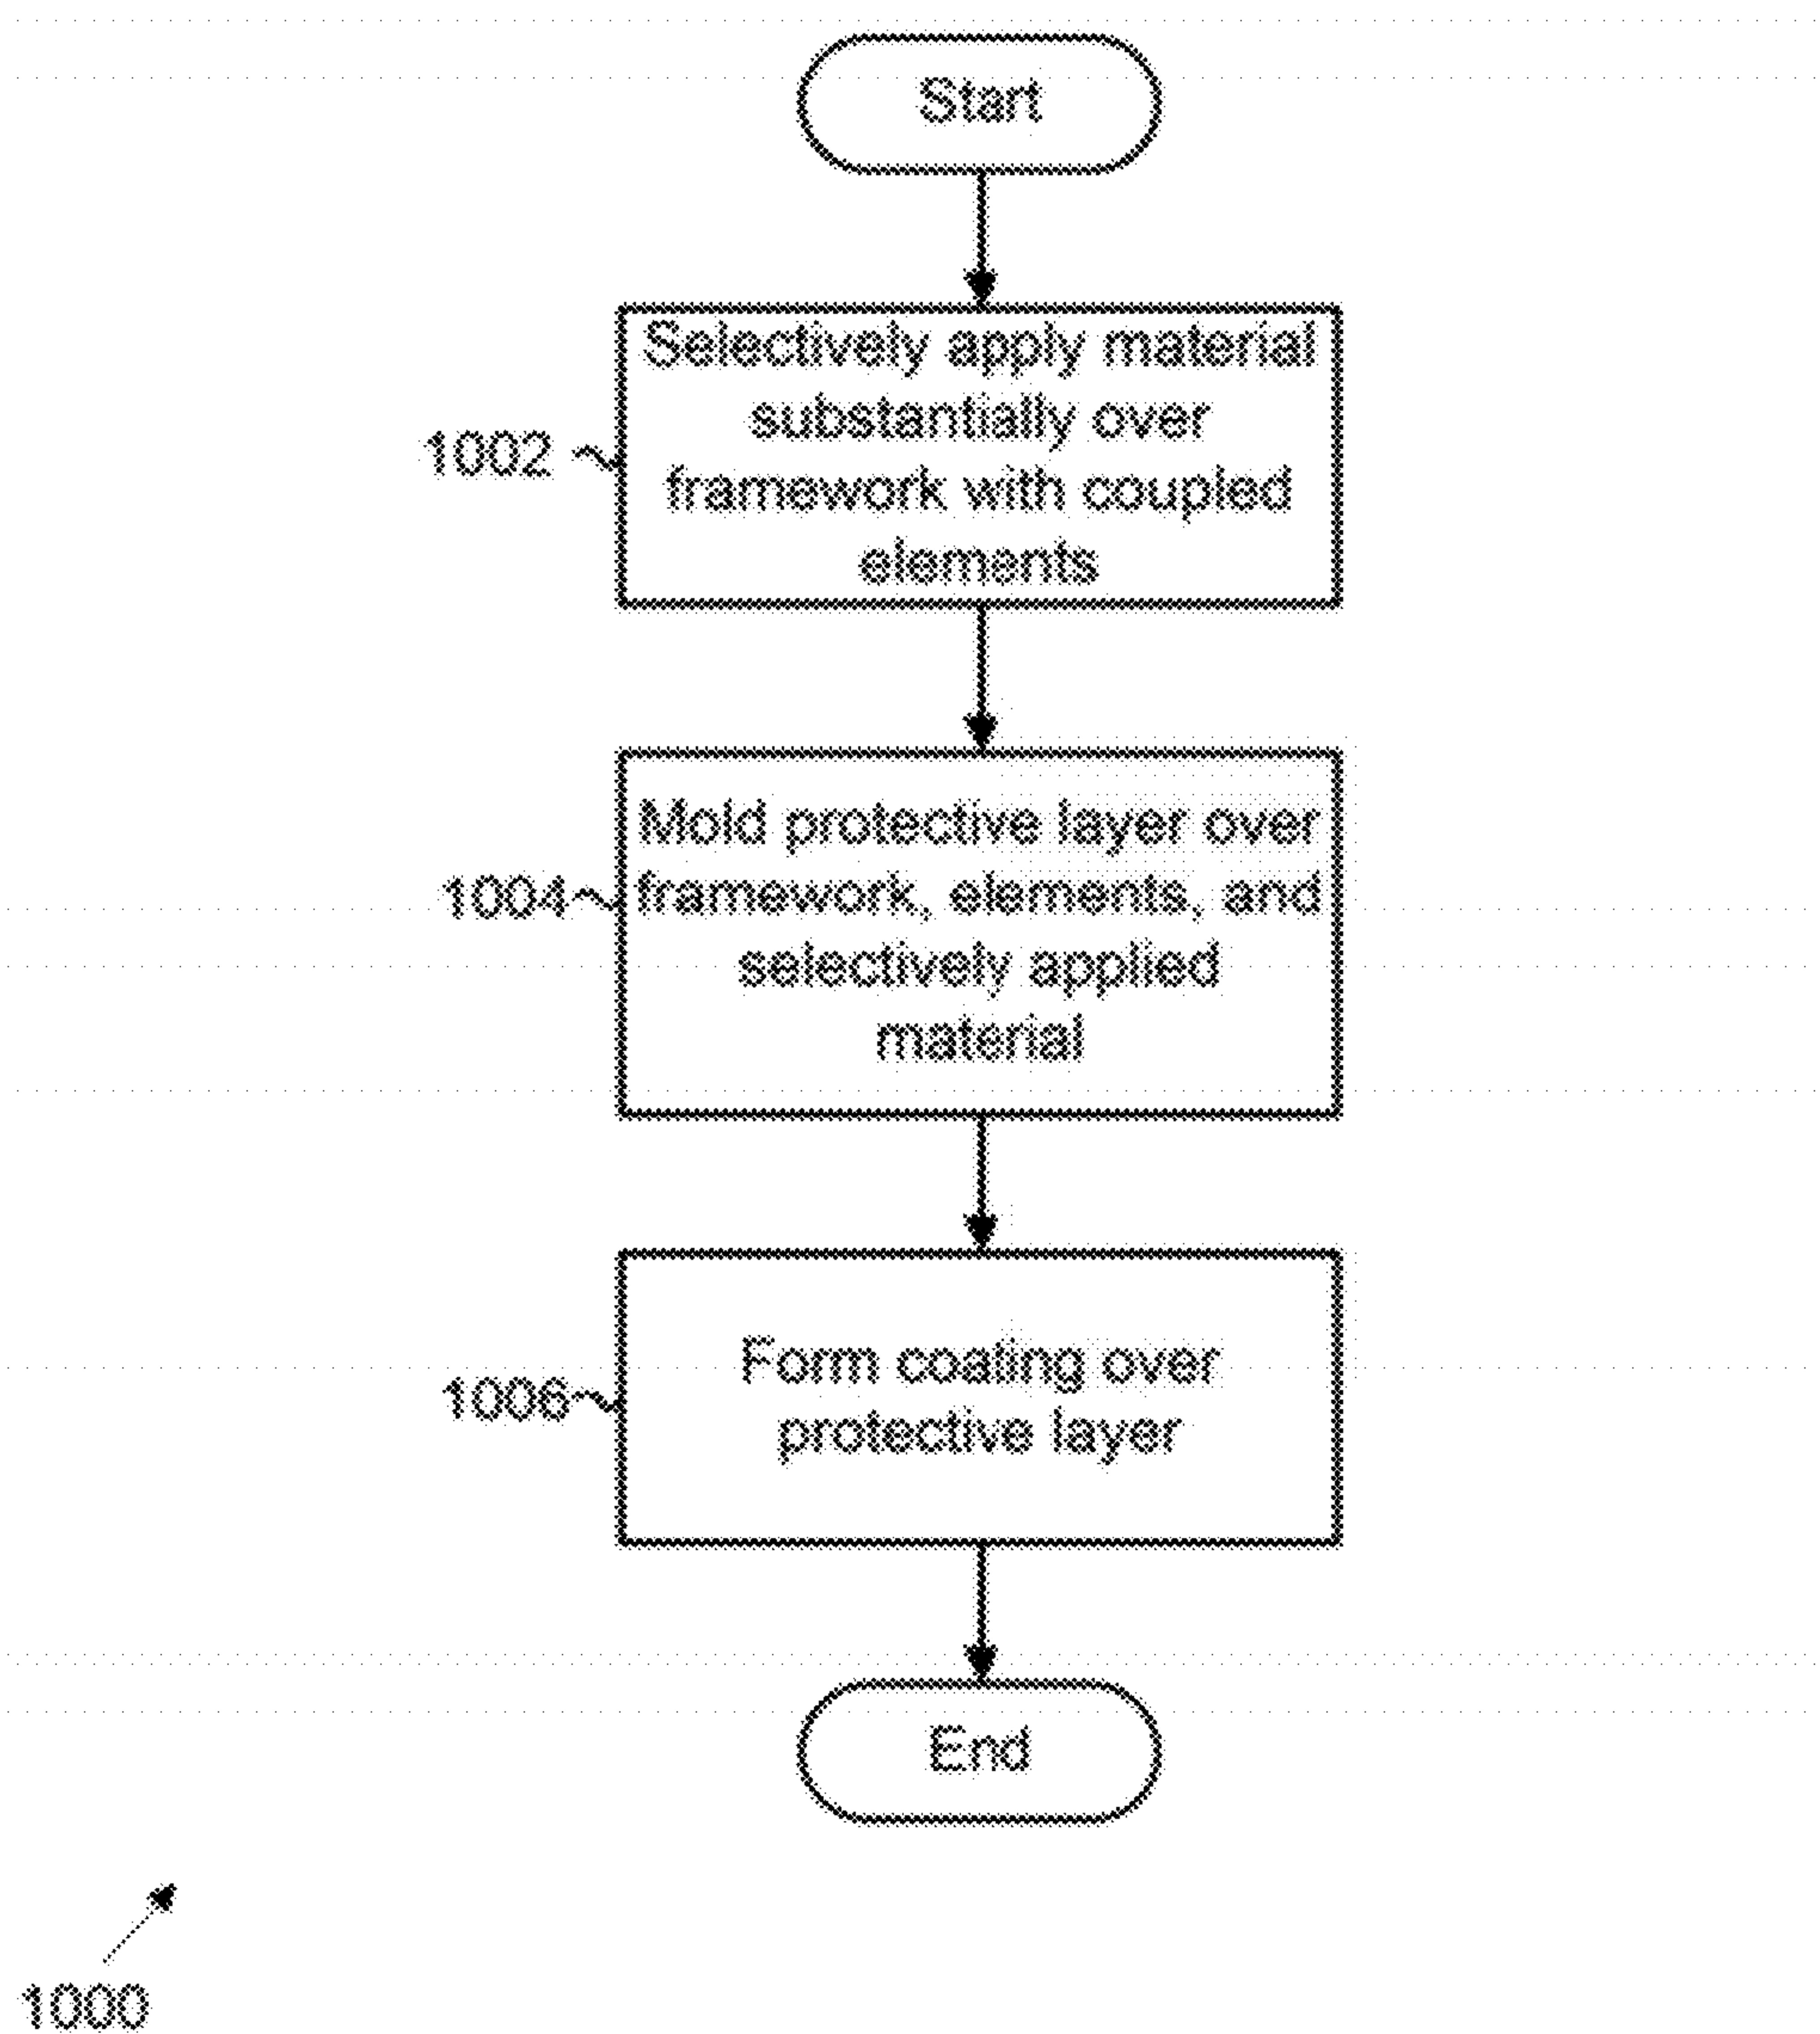 Start
Selectively apply material
substantially over
framework with coupled
elements
1002
Mold protective layer over
framework, elements, and
selectively applied
material
1004
Form coating over
protective layer
1006
End
1000